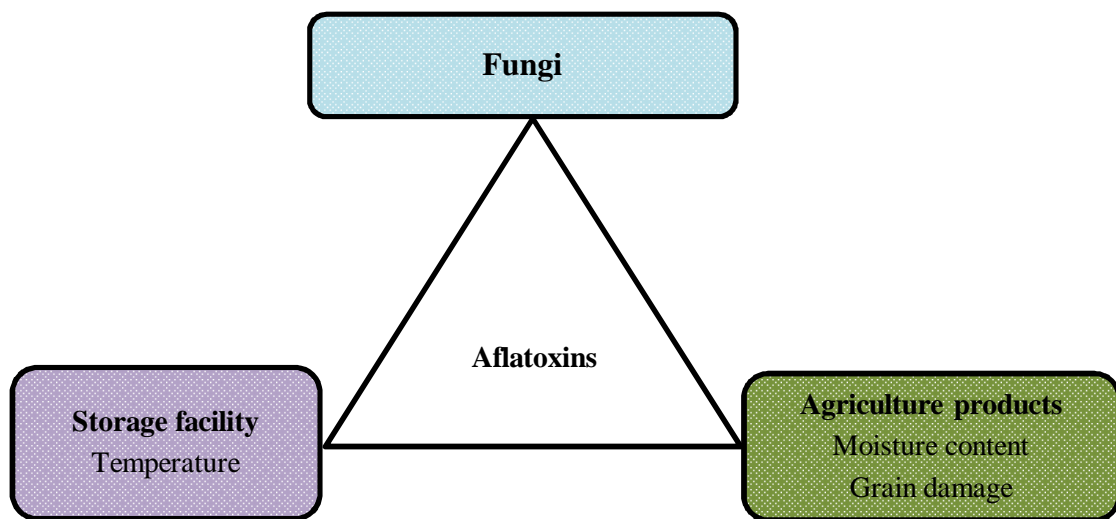 Fungi
Aflatoxins
Storage facility
Temperature
Agriculture products
Moisture content
Grain damage